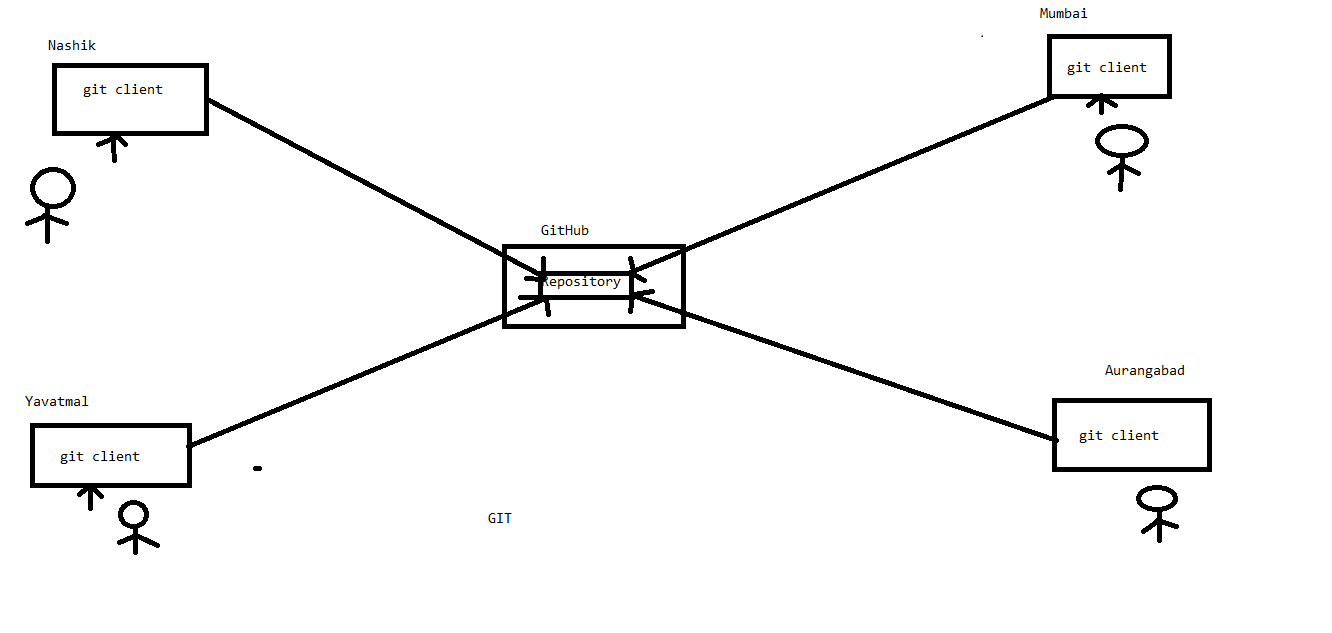 Mumbai
Nashik
git client
git client
GitHub
Repository
Aurangabad
Yavatmal
git client
git client
GIT